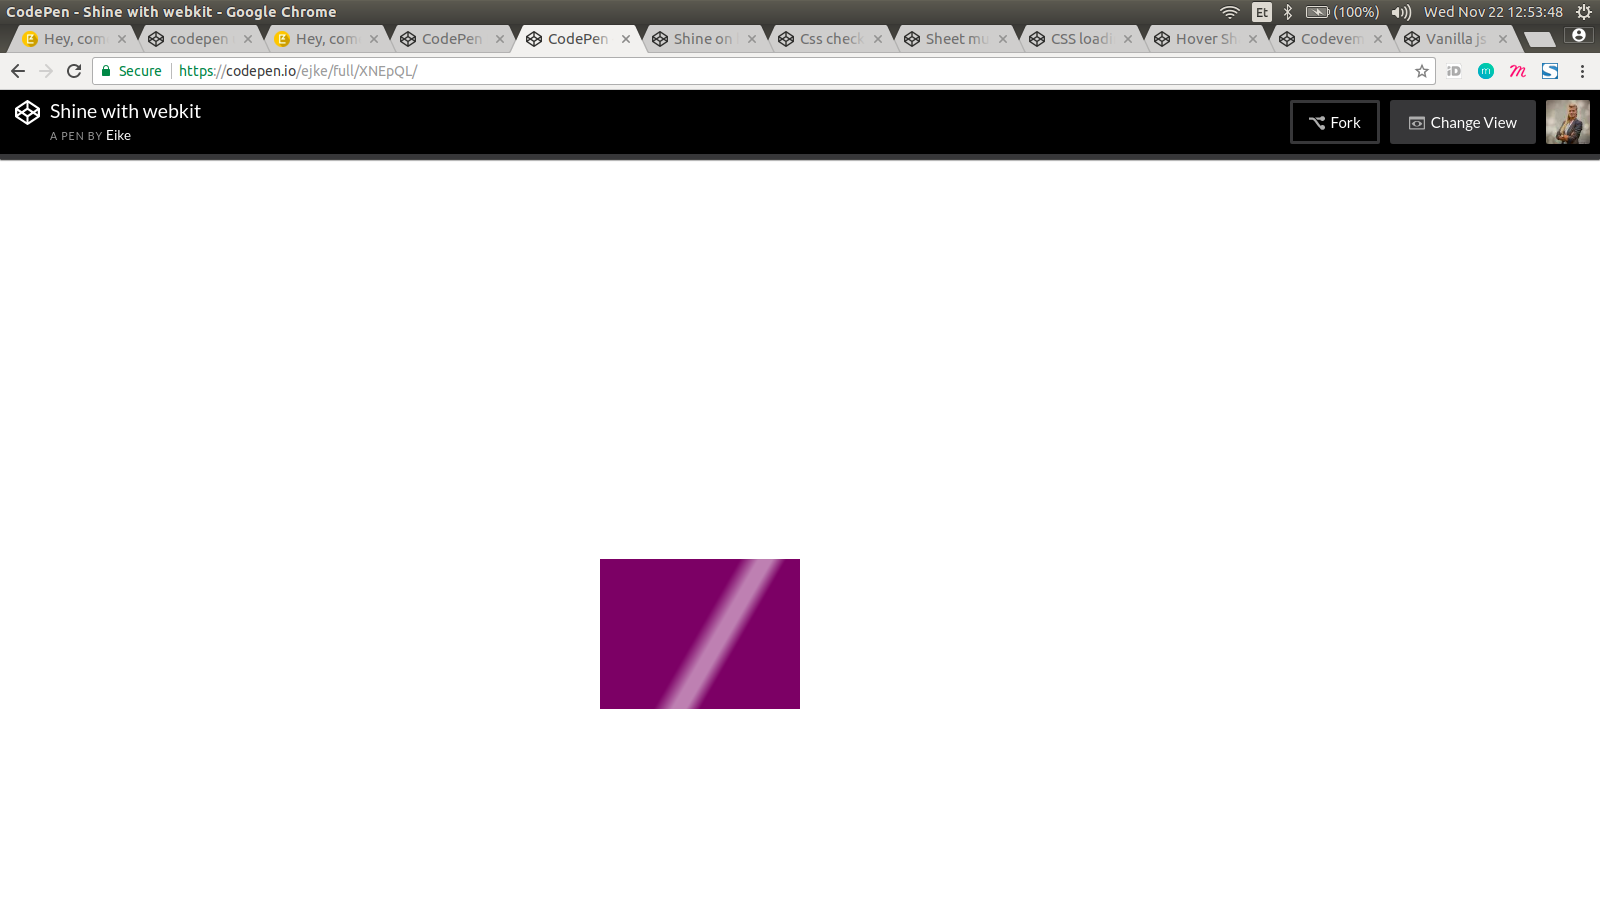 CodePen - Shine with webkit - Google Chrome
Et (100%) Wed Nov 22 12:53:48
Hey, com codepen Hey, com CodePen CodePen Shine on Css check Sheet mu CSS loadi Hover Sh Codevem Vanilla js
Secure https://codepen.io/ejke/full/XNEpQL/ iD m m S
Shine with webkit
A PEN BY Eike
Fork Change View